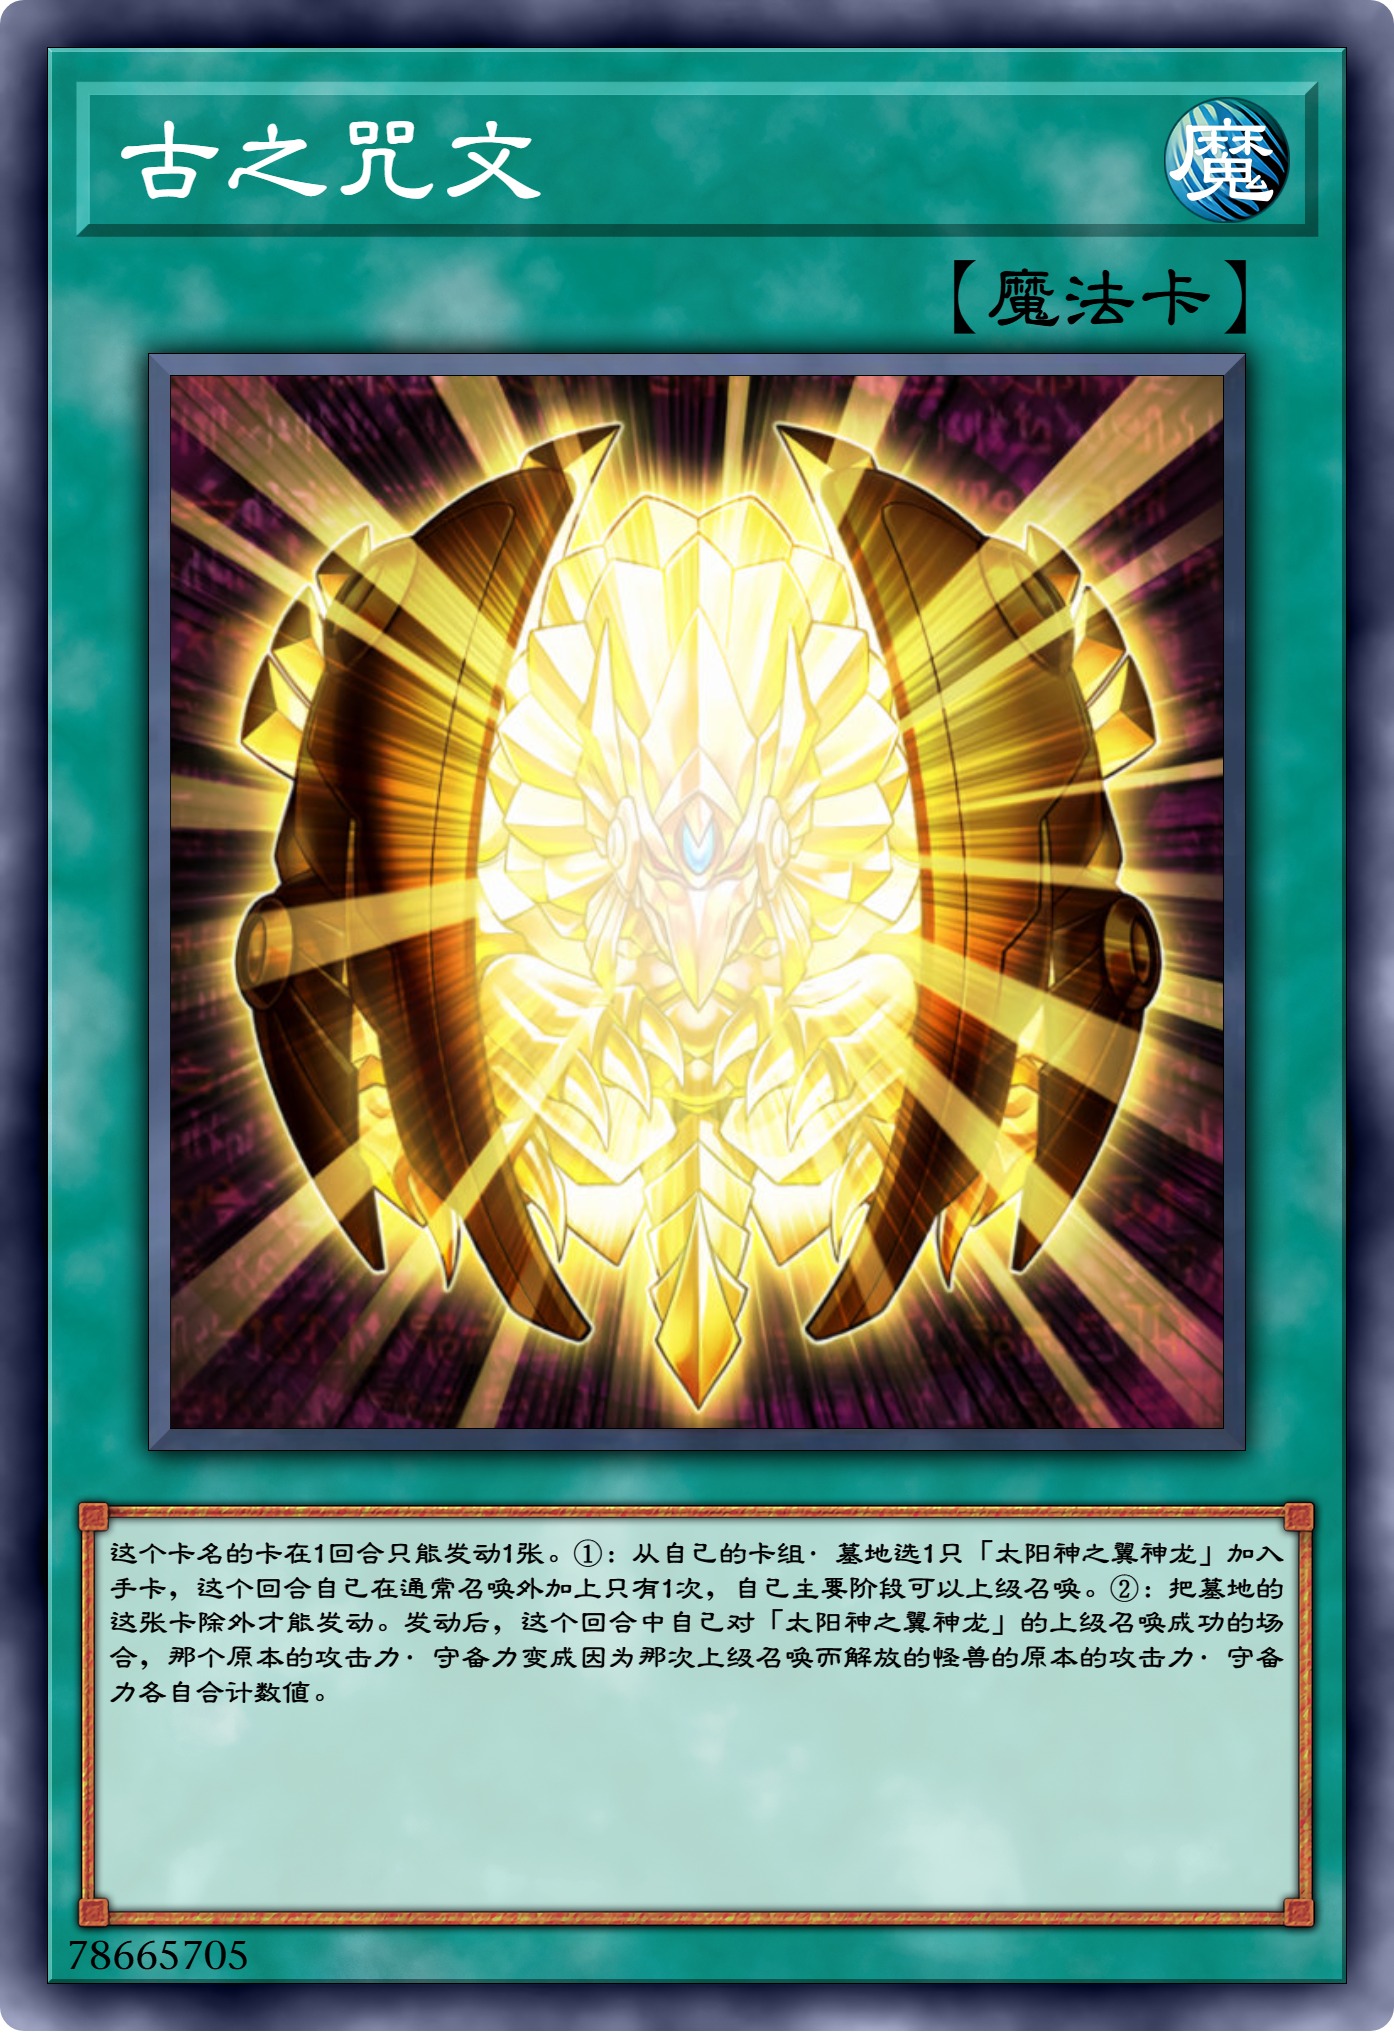 古之咒文
魔
【魔法卡】
这个卡名的卡在1回合只能发动1张。①：从自己的卡组·墓地选1只「太阳神之翼神龙」加入
手卡，这个回合自己在通常召唤外加上只有1次，自己主要阶段可以上级召唤。②：把墓地的
这张卡除外才能发动。发动后，这个回合中自己对「太阳神之翼神龙」的上级召唤成功的场
合，那个原本的攻击力·守备力变成因为那次上级召唤而解放的怪兽的原本的攻击力·守备
力各自合计数值。
78665705